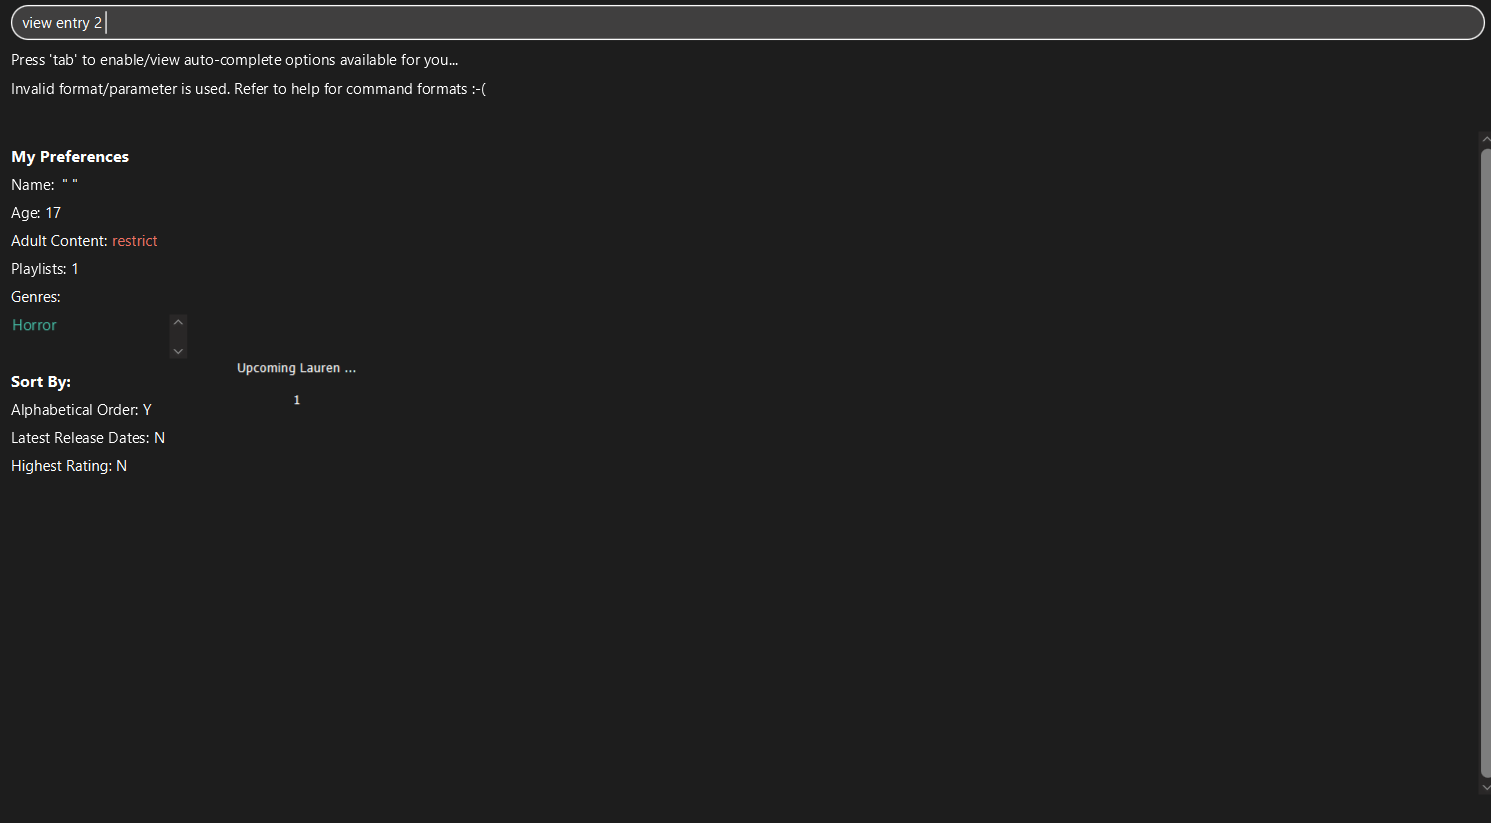 view entry 2
Press 'tab' to enable/view auto-complete options available for you...
Invalid format/parameter is used. Refer to help for command formats :-(
My Preferences
Name: " "
Age: 17
Adult Content: restrict
Playlists: 1
Genres:
Horror
Upcoming Lauren ...
1
Sort By:
Alphabetical Order: Y
Latest Release Dates: N
Highest Rating: N